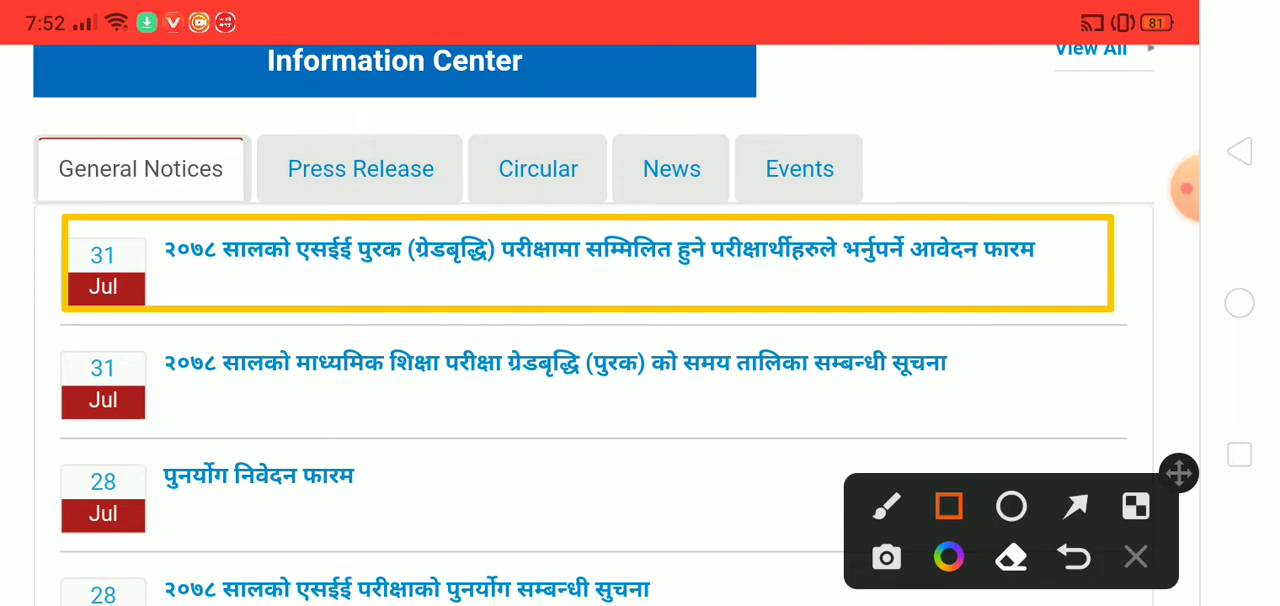 7:52
81
Information Center
View All
General Notices
Press Release
Circular
News
Events
31
Jul
२०७८ सालको एसईई पुरक (ग्रेडबृद्धि) परीक्षामा सम्मिलित हुने परीक्षार्थीहरुले भर्नुपर्ने आवेदन फारम
31
Jul
२०७८ सालको माध्यमिक शिक्षा परीक्षा ग्रेडबृद्धि (पुरक) को समय तालिका सम्बन्धी सूचना
28
Jul
पुनर्योग निवेदन फारम
28
२०७८ सालको एसईई परीक्षाको पुनर्योग सम्बन्धी सुचना